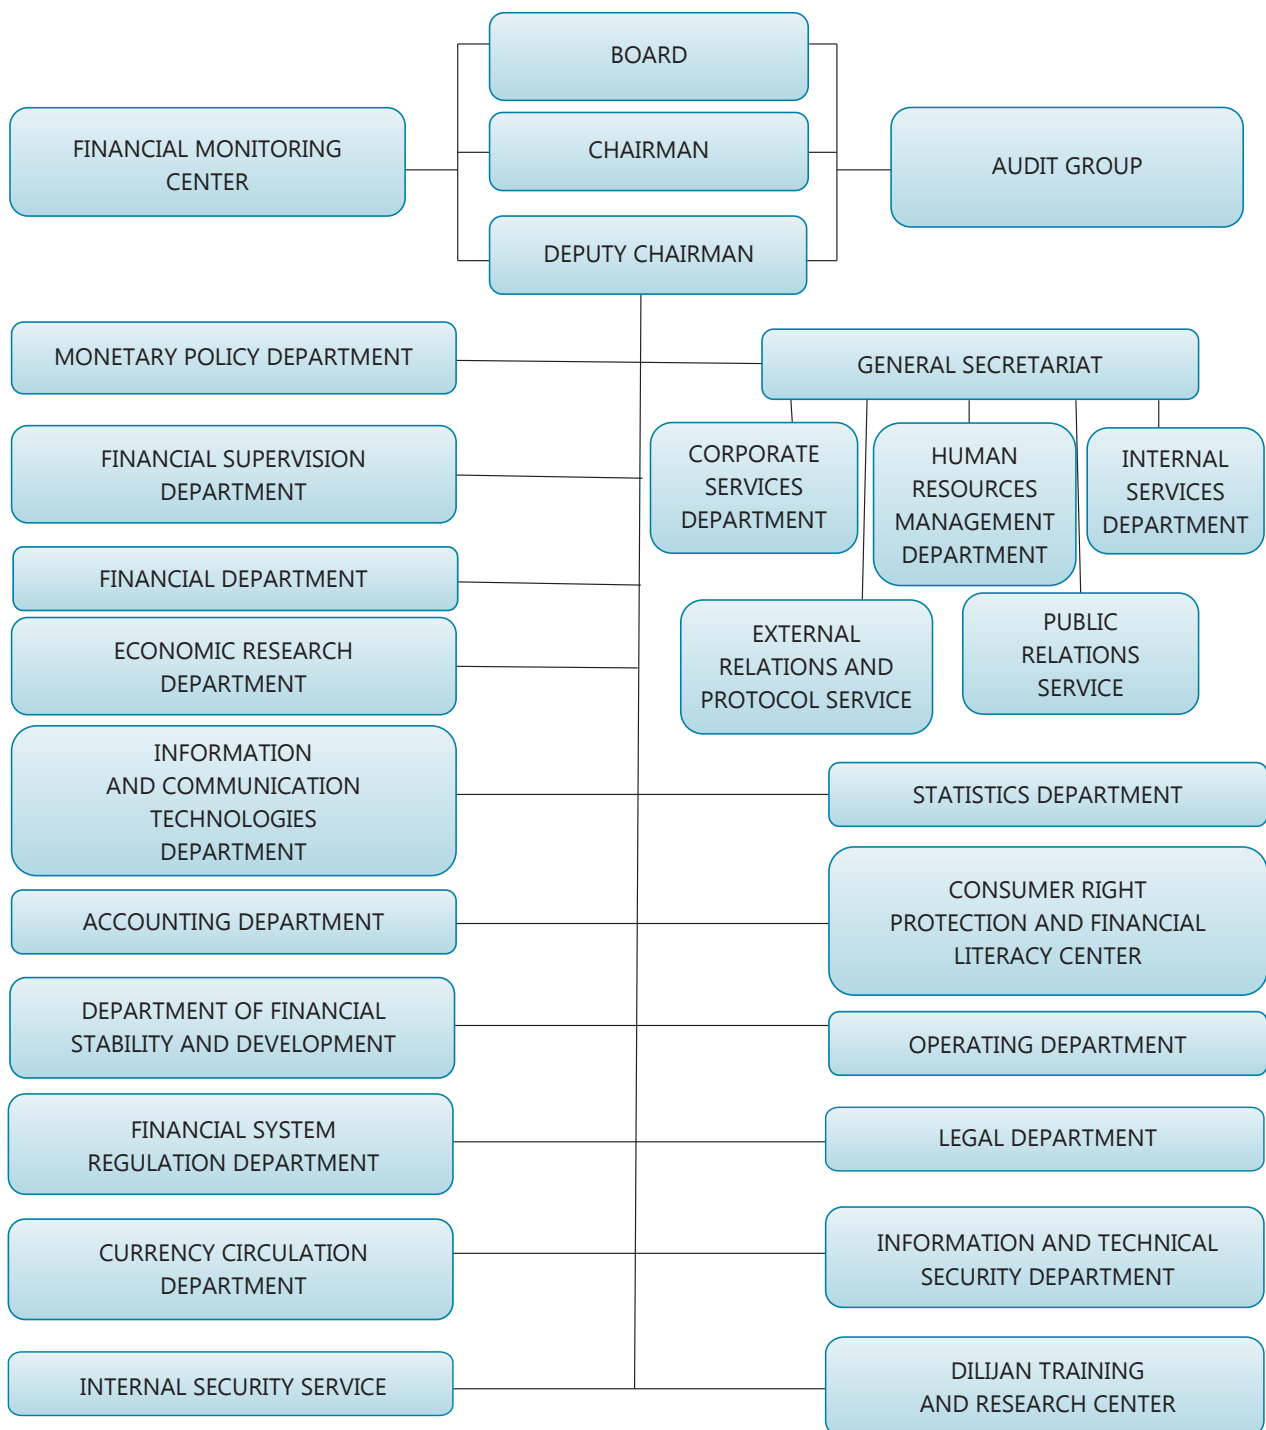 BOARD
FINANCIAL MONITORING
CENTER
CHAIRMAN
AUDIT GROUP
DEPUTY CHAIRMAN
MONETARY POLICY DEPARTMENT
GENERAL SECRETARIAT
FINANCIAL SUPERVISION
DEPARTMENT
CORPORATE
SERVICES
DEPARTMENT
HUMAN
RESOURCES
MANAGEMENT
DEPARTMENT
INTERNAL
SERVICES
DEPARTMENT
FINANCIAL DEPARTMENT
ECONOMIC RESEARCH
DEPARTMENT
EXTERNAL
RELATIONS AND
PROTOCOL SERVICE
PUBLIC
RELATIONS
SERVICE
INFORMATION
AND COMMUNICATION
TECHNOLOGIES
DEPARTMENT
STATISTICS DEPARTMENT
ACCOUNTING DEPARTMENT
CONSUMER RIGHT
PROTECTION AND FINANCIAL
LITERACY CENTER
DEPARTMENT OF FINANCIAL
STABILITY AND DEVELOPMENT
OPERATING DEPARTMENT
FINANCIAL SYSTEM
REGULATION DEPARTMENT
LEGAL DEPARTMENT
CURRENCY CIRCULATION
DEPARTMENT
INFORMATION AND TECHNICAL
SECURITY DEPARTMENT
INTERNAL SECURITY SERVICE
DILIJAN TRAINING
AND RESEARCH CENTER